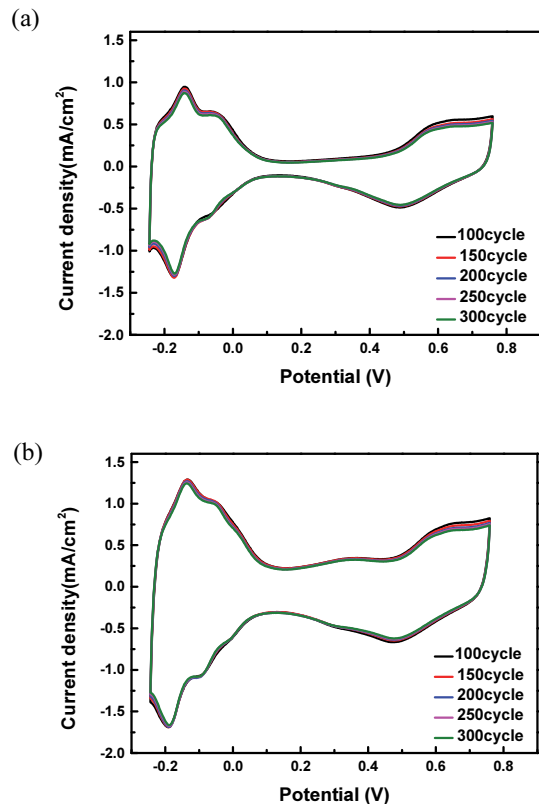 (a)
1.5
1.0
0.5
0.0
-0.5
-1.0
-1.5
-2.0
Current density(mA/cm²)
100cycle
150cycle
200cycle
250cycle
300cycle
-0.2 0.0 0.2 0.4 0.6 0.8
Potential (V)
(b)
1.5
1.0
0.5
0.0
-0.5
-1.0
-1.5
-2.0
Current density(mA/cm²)
100cycle
150cycle
200cycle
250cycle
300cycle
-0.2 0.0 0.2 0.4 0.6 0.8
Potential (V)